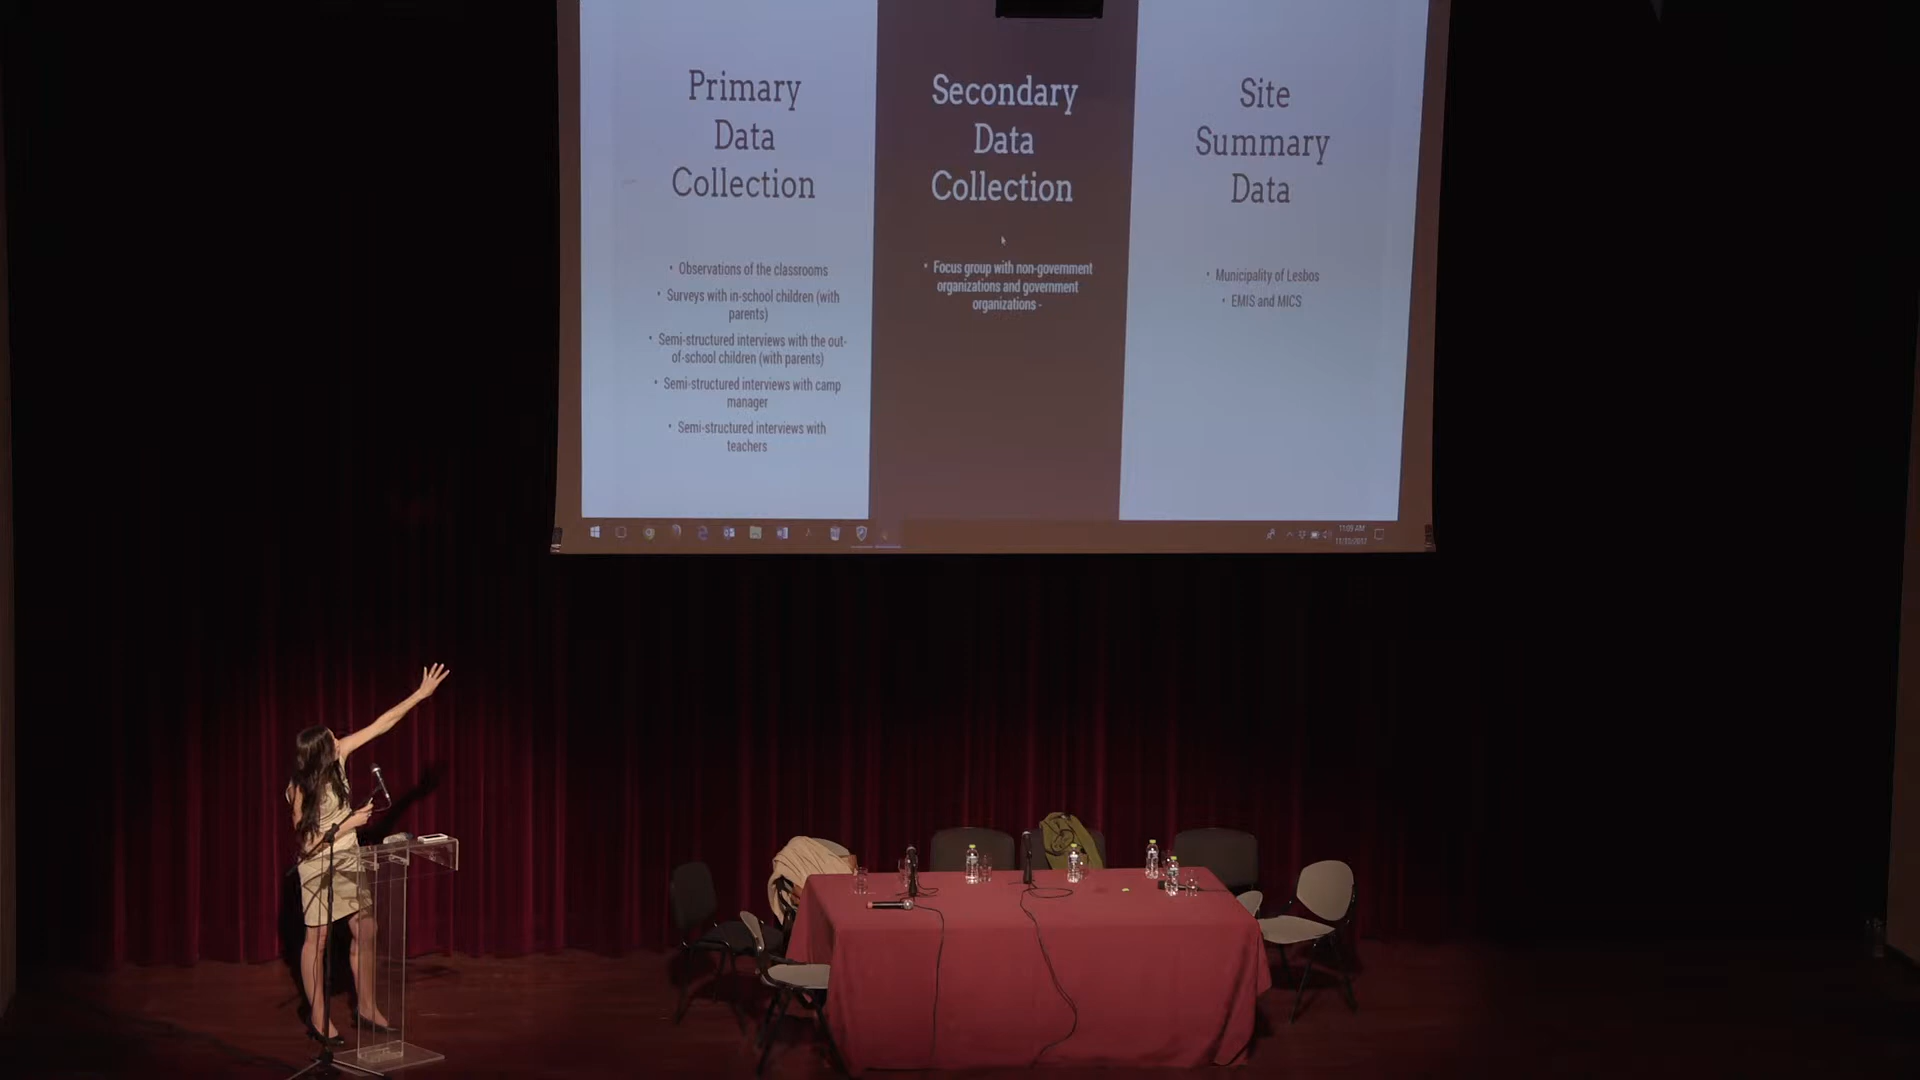 Primary
Data
Collection
• Observations of the classrooms
• Surveys with in-school children (with
parents)
• Semi-structured interviews with the out-
of-school children (with parents)
• Semi-structured interviews with camp
manager
• Semi-structured interviews with
teachers
Secondary
Data
Collection
• Focus group with non-government
organizations and government
organizations -
Site
Summary
Data
• Municipality of Lesbos
• EMIS and MICS
11:09 AM